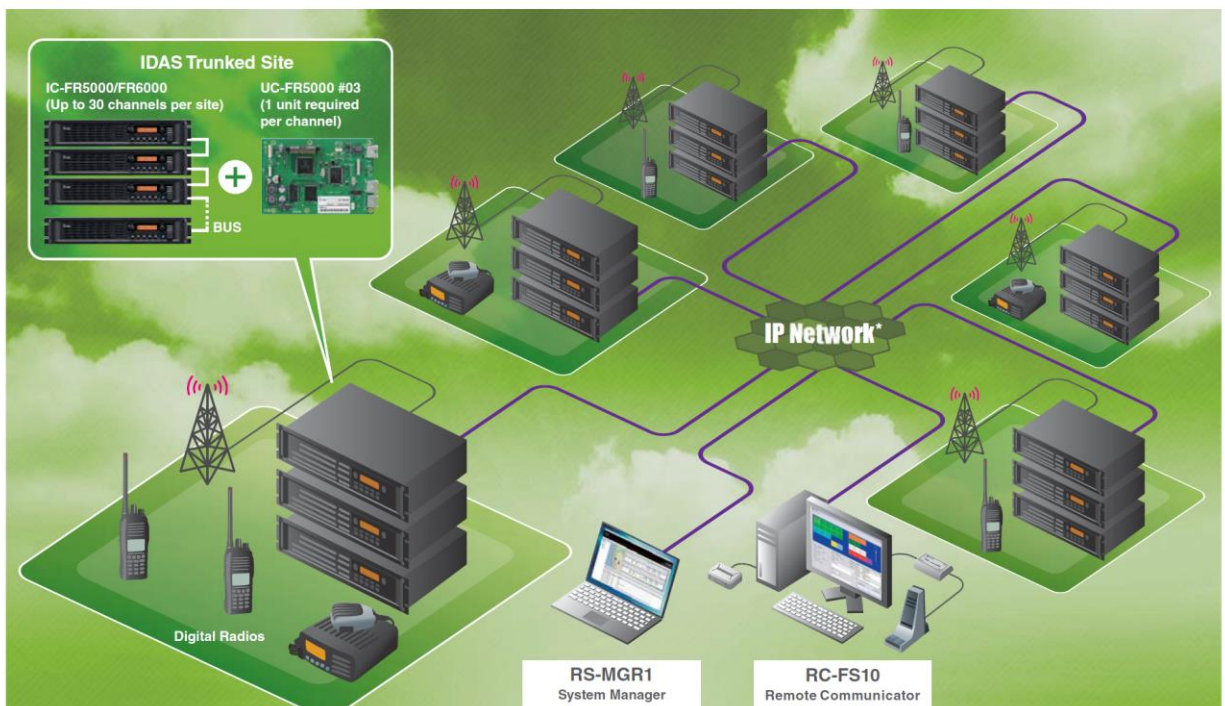 IDAS Trunked Site
IC-FR5000/FR6000
(Up to 30 channels per site)
UC-FR5000 #03
(1 unit required
per channel)
BUS
IP Network*
Digital Radios
RS-MGR1
System Manager
RC-FS10
Remote Communicator